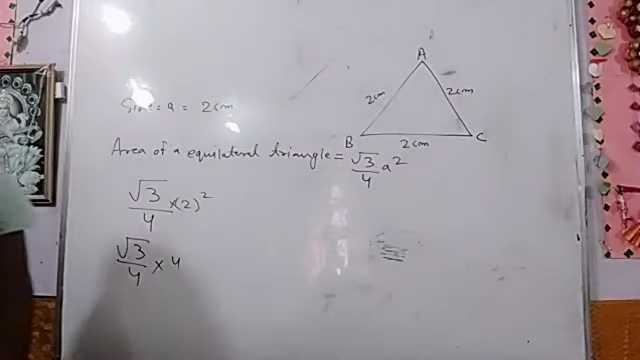 A
2cm 2cm
Side = a = 2cm
B 2cm C
Area of a equilateral triangle = √3/4 a²
√3/4 × (2)²
√3/4 × 4